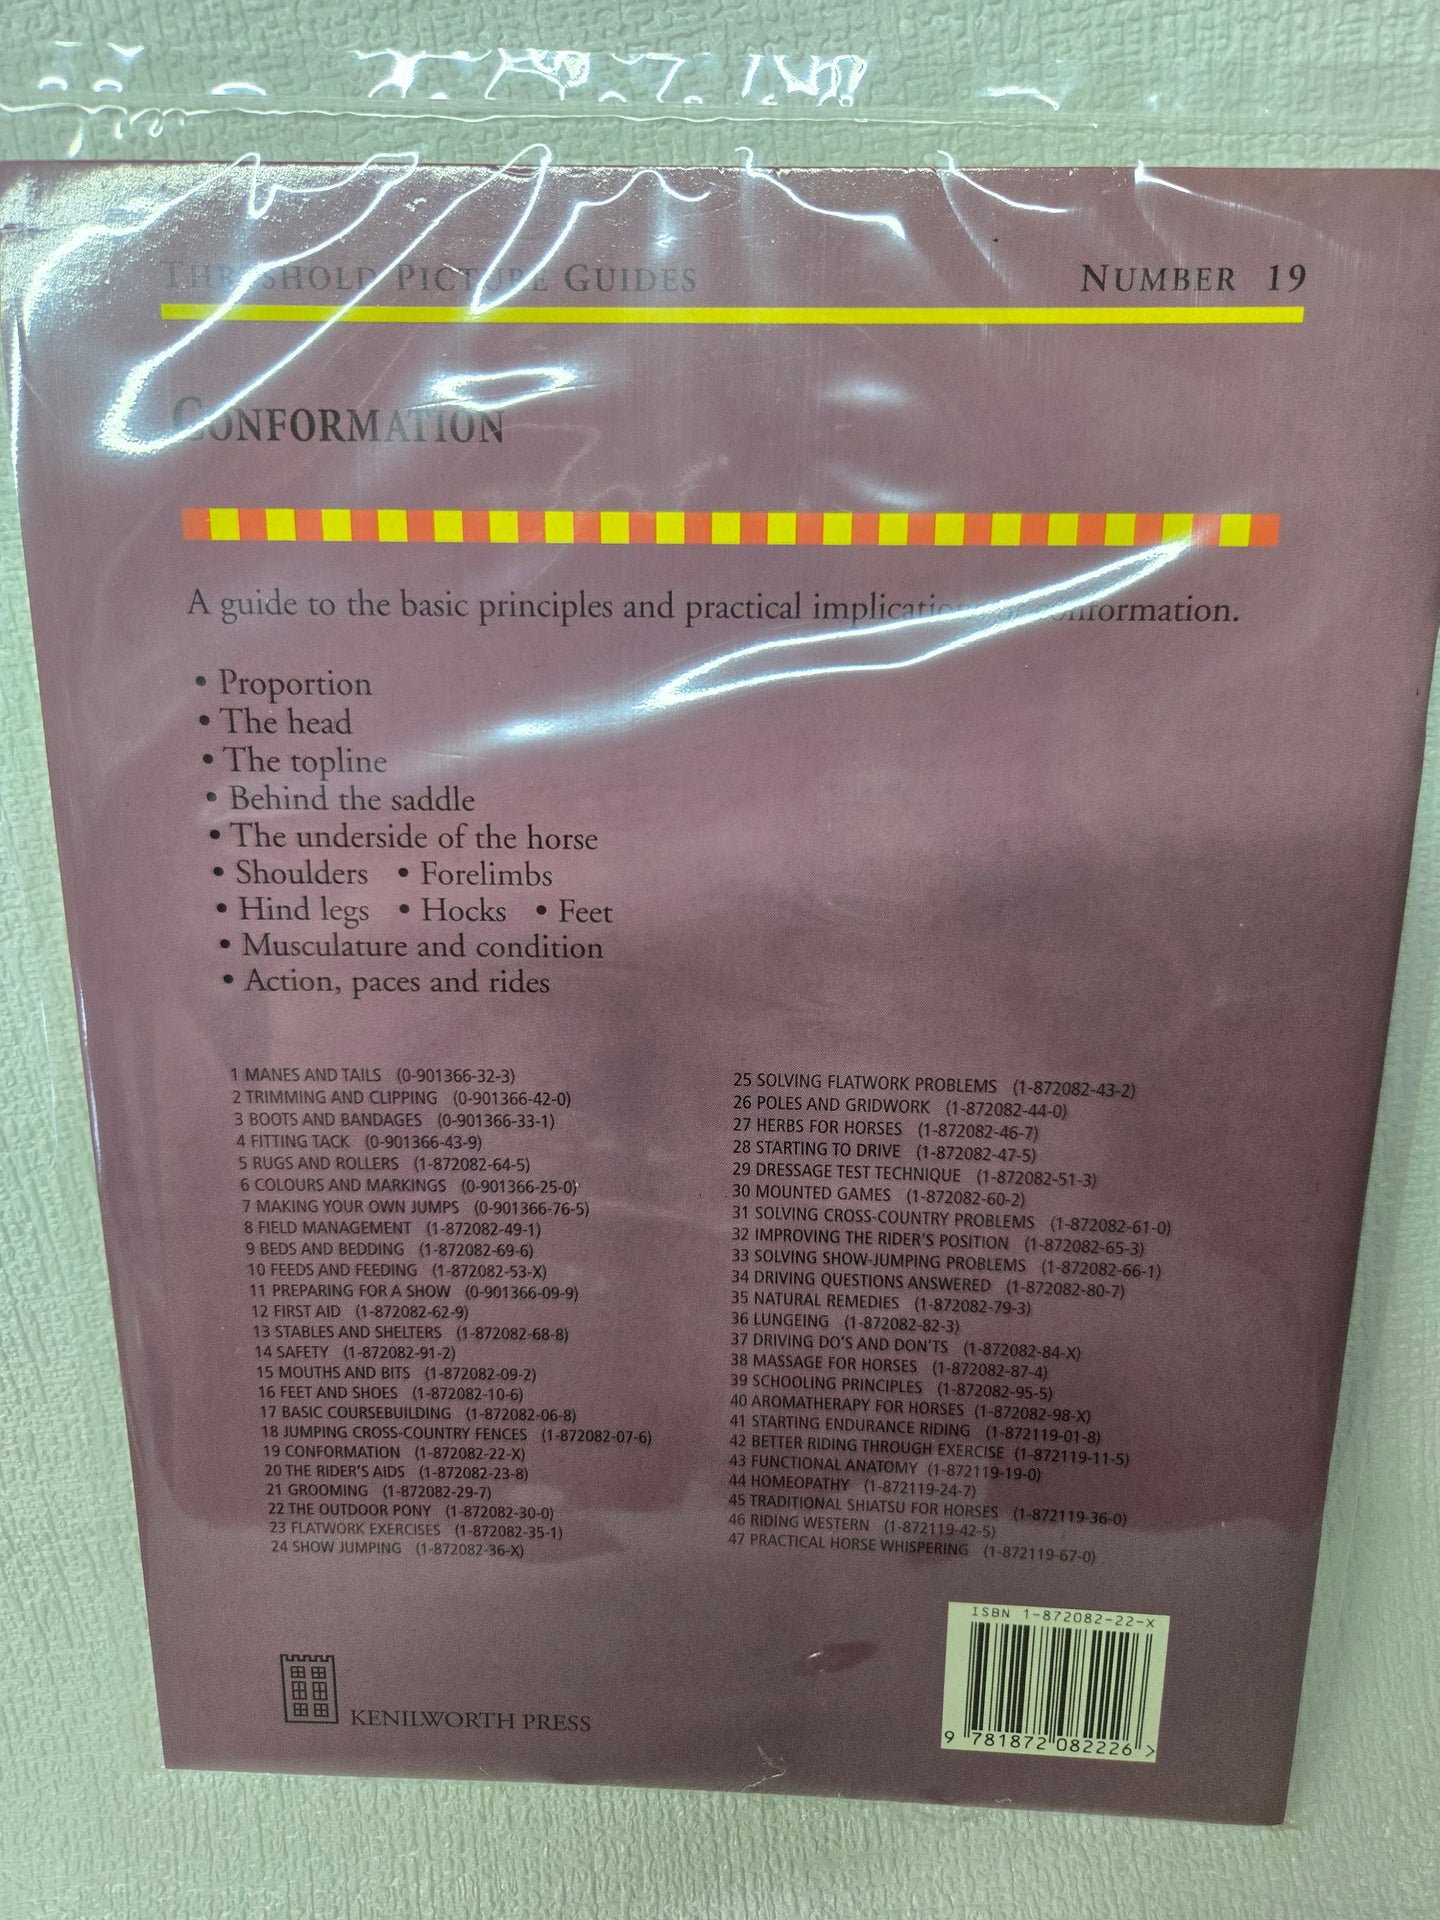 THRESHOLD PICTURE GUIDES NUMBER 19
CONFORMATION
A guide to the basic principles and practical implications of conformation.
• Proportion
• The head
• The topline
• Behind the saddle
• The underside of the horse
• Shoulders • Forelimbs
• Hind legs • Hocks • Feet
• Musculature and condition
• Action, paces and rides
1 MANES AND TAILS (0-901366-32-3)
2 TRIMMING AND CLIPPING (0-901366-42-0)
3 BOOTS AND BANDAGES (0-901366-33-1)
4 FITTING TACK (0-901366-43-9)
5 RUGS AND ROLLERS (1-872082-64-5)
6 COLOURS AND MARKINGS (0-901366-25-0)
7 MAKING YOUR OWN JUMPS (0-901366-76-5)
8 FIELD MANAGEMENT (1-872082-49-1)
9 BEDS AND BEDDING (1-872082-69-6)
10 FEEDS AND FEEDING (1-872082-53-X)
11 PREPARING FOR A SHOW (0-901366-09-9)
12 FIRST AID (1-872082-62-9)
13 STABLES AND SHELTERS (1-872082-68-8)
14 SAFETY (1-872082-91-2)
15 MOUTHS AND BITS (1-872082-09-2)
16 FEET AND SHOES (1-872082-10-6)
17 BASIC COURSEBUILDING (1-872082-06-8)
18 JUMPING CROSS-COUNTRY FENCES (1-872082-07-6)
19 CONFORMATION (1-872082-22-X)
20 THE RIDER'S AIDS (1-872082-23-8)
21 GROOMING (1-872082-29-7)
22 THE OUTDOOR PONY (1-872082-30-0)
23 FLATWORK EXERCISES (1-872082-35-1)
24 SHOW JUMPING (1-872082-36-X)
25 SOLVING FLATWORK PROBLEMS (1-872082-43-2)
26 POLES AND GRIDWORK (1-872082-44-0)
27 HERBS FOR HORSES (1-872082-46-7)
28 STARTING TO DRIVE (1-872082-47-5)
29 DRESSAGE TEST TECHNIQUE (1-872082-51-3)
30 MOUNTED GAMES (1-872082-60-2)
31 SOLVING CROSS-COUNTRY PROBLEMS (1-872082-61-0)
32 IMPROVING THE RIDER'S POSITION (1-872082-65-3)
33 SOLVING SHOW-JUMPING PROBLEMS (1-872082-66-1)
34 DRIVING QUESTIONS ANSWERED (1-872082-80-7)
35 NATURAL REMEDIES (1-872082-79-3)
36 LUNGEING (1-872082-82-3)
37 DRIVING DO'S AND DON'TS (1-872082-84-X)
38 MASSAGE FOR HORSES (1-872082-87-4)
39 SCHOOLING PRINCIPLES (1-872082-95-5)
40 AROMATHERAPY FOR HORSES (1-872082-98-X)
41 STARTING ENDURANCE RIDING (1-872119-01-8)
42 BETTER RIDING THROUGH EXERCISE (1-872119-11-5)
43 FUNCTIONAL ANATOMY (1-872119-19-0)
44 HOMEOPATHY (1-872119-24-7)
45 TRADITIONAL SHIATSU FOR HORSES (1-872119-36-0)
46 RIDING WESTERN (1-872119-42-5)
47 PRACTICAL HORSE WHISPERING (1-872119-67-0)
ISBN 1-872082-22-X
9 781872 082226 >
KENILWORTH PRESS